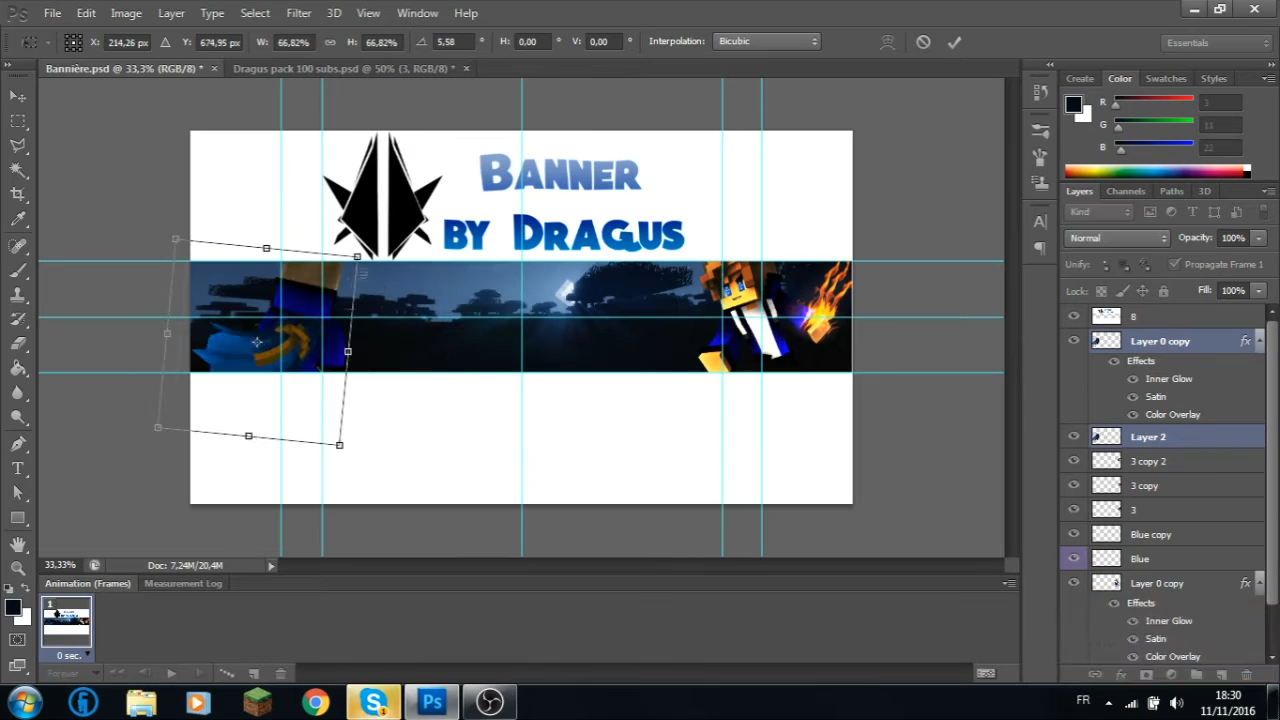 Ps File Edit Image Layer Type Select Filter 3D View Window Help
X: 214,26 px Y: 674,95 px W: 66,82% H: 66,82% 5,58 ° H: 0,00 ° V: 0,00 ° Interpolation: Bicubic Essentials
Bannière.psd @ 33,3% (RGB/8) * × Dragus pack 100 subs.psd @ 50% (3, RGB/8) * ×
Create Color Swatches Styles
R 3
G 11
B 22
BANNER
BY DRAGUS
Layers Channels Paths 3D
Kind
Normal Opacity: 100%
Unify: Propagate Frame 1
Lock: Fill: 100%
8
Layer 0 copy fx
Effects
Inner Glow
Satin
Color Overlay
Layer 2
3 copy 2
3 copy
3
Blue copy
Blue
Layer 0 copy fx
Effects
Inner Glow
Satin
Color Overlay
33,33% Doc: 7,24M/20,4M
Animation (Frames) Measurement Log
1
0 sec.
Forever
FR 18:30
11/11/2016